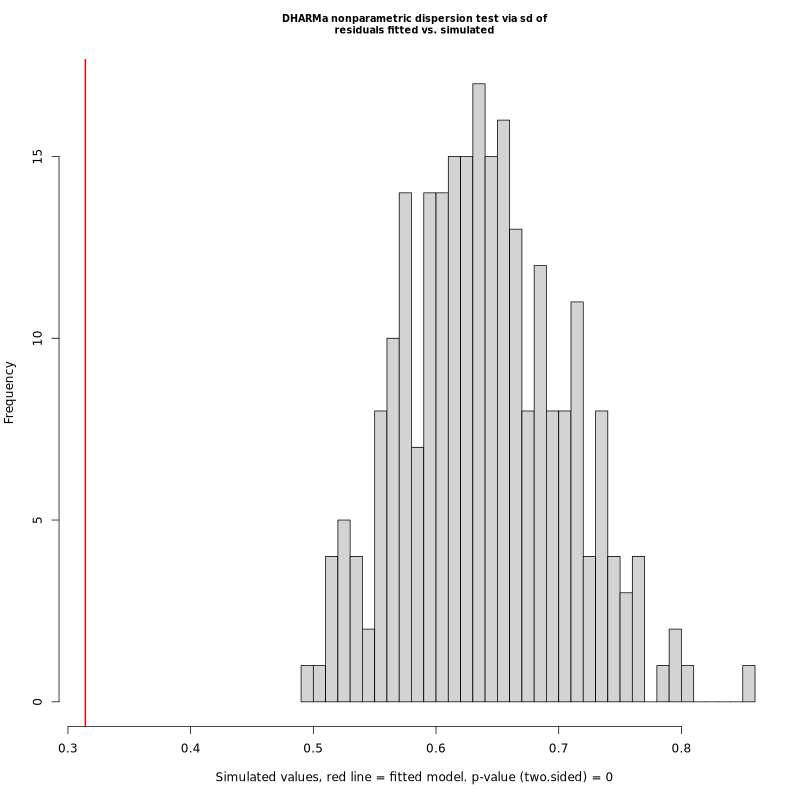 DHARMa nonparametric dispersion test via sd of
residuals fitted vs. simulated
Frequency
15
10
5
0
0.3 0.4 0.5 0.6 0.7 0.8
Simulated values, red line = fitted model. p-value (two.sided) = 0